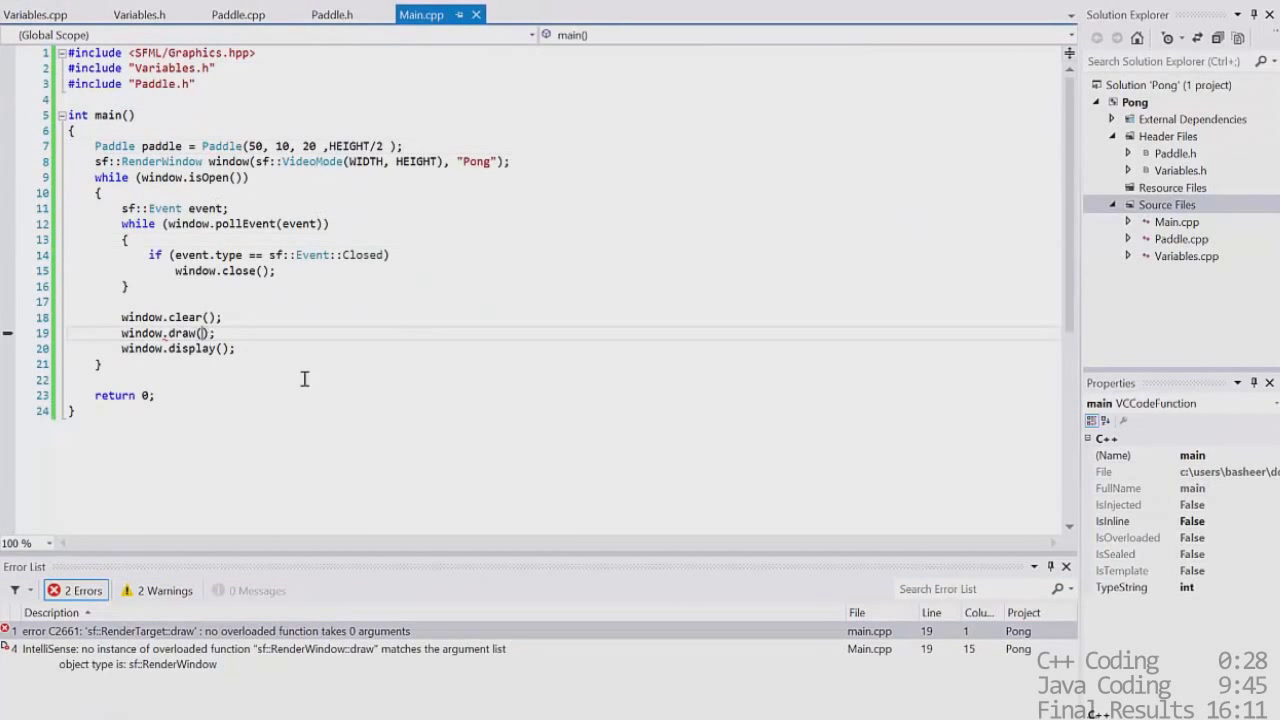 Variables.cpp Variables.h Paddle.cpp Paddle.h Main.cpp
(Global Scope) main()
1 #include <SFML/Graphics.hpp>
2 #include "Variables.h"
3 #include "Paddle.h"
4
5 int main()
6 {
7 Paddle paddle = Paddle(50, 10, 20 ,HEIGHT/2 );
8 sf::RenderWindow window(sf::VideoMode(WIDTH, HEIGHT), "Pong");
9 while (window.isOpen())
10 {
11 sf::Event event;
12 while (window.pollEvent(event))
13 {
14 if (event.type == sf::Event::Closed)
15 window.close();
16 }
17
18 window.clear();
19 window.draw();
20 window.display();
21 }
22
23 return 0;
24 }
100 %
Solution Explorer
Search Solution Explorer (Ctrl+;)
Solution 'Pong' (1 project)
Pong
External Dependencies
Header Files
Paddle.h
Variables.h
Resource Files
Source Files
Main.cpp
Paddle.cpp
Variables.cpp
Properties
main VCCodeFunction
C++
(Name) main
File c:\users\basheer\d
FullName main
IsInjected False
IsInline False
IsOverloaded False
IsSealed False
IsTemplate False
TypeString int
Error List
2 Errors 2 Warnings 0 Messages Search Error List
Description File Line Colu... Project
1 error C2661: 'sf::RenderTarget::draw' : no overloaded function takes 0 arguments main.cpp 19 1 Pong
4 IntelliSense: no instance of overloaded function "sf::RenderWindow::draw" matches the argument list Main.cpp 19 15 Pong
object type is: sf::RenderWindow
C++ Coding 0:28
Java Coding 9:45
Final Results 16:11
C++